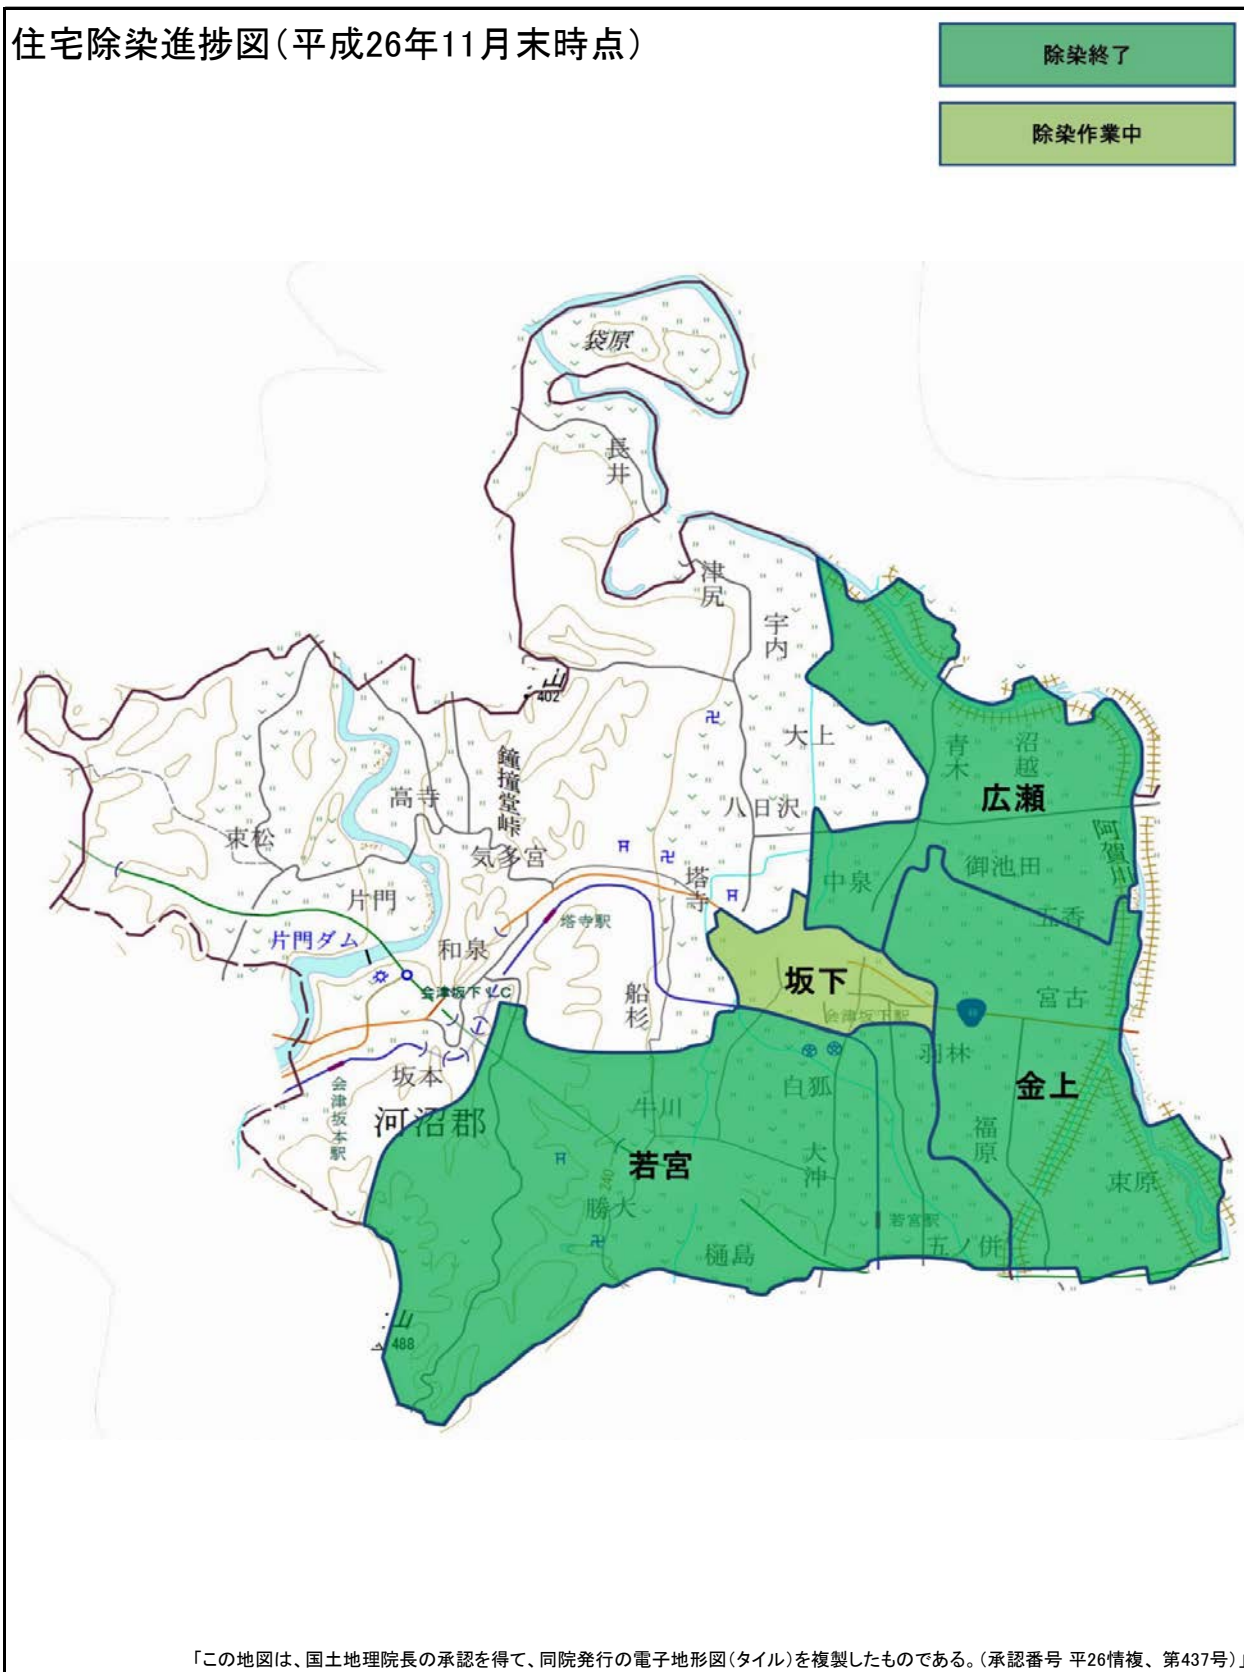 住宅除染進捗図(平成26年11月末時点)
除染終了
除染作業中
袋原
長井
津尻
宇内
山
402
大上
青木
沼越
鐘撞堂峠
高寺
広瀬
八日沢
束松
気多宮
阿賀川
御池田
塔寺
中泉
片門
五香
塔寺駅
片門ダム
和泉
坂下
会津坂下 I.C
船杉
宮古
会津坂下駅
羽林
坂本
白狐
金上
会津坂本駅
河沼郡
牛川
福原
大沖
若宮
240
束原
勝大
若宮駅
樋島
五ノ併
山
488
「この地図は、国土地理院長の承認を得て、同院発行の電子地形図(タイル)を複製したものである。(承認番号 平26情複、 第437号)」